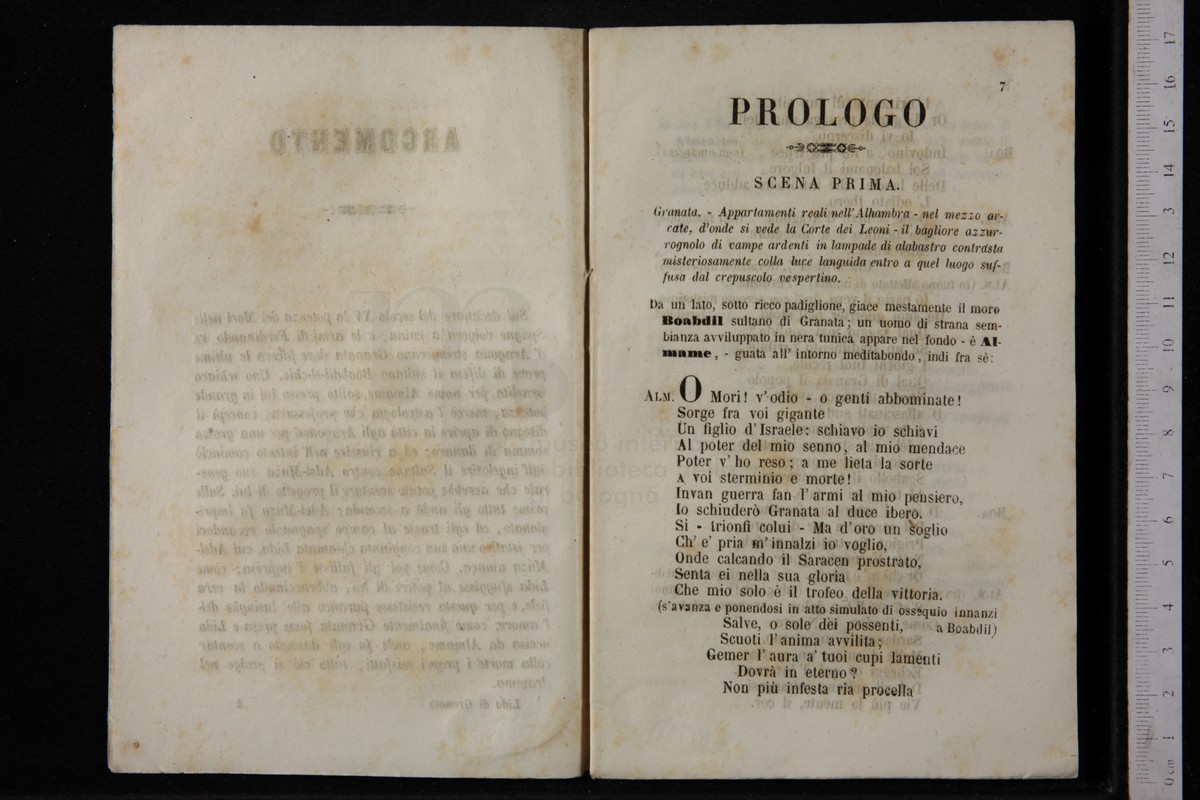 7
PROLOGO
SCENA PRIMA.
Granata. - Appartamenti reali nell'Alhambra - nel mezzo ar-
cate, d'onde si vede la Corte dei Leoni - il bagliore azzur-
rognolo di vampe ardenti in lampade di alabastro contrasta
misteriosamente colla luce languida entro a quel luogo suf-
fusa dal crepuscolo vespertino.
Da un lato, sotto ricco padiglione, giace mestamente il moro
Boabdil sultano di Granata; un uomo di strana sem-
bianza avviluppato in nera tunica appare nel fondo - è Al-
mame, - guata all' intorno meditabondo, indi fra sè:
ALM. O Mori! v'odio - o genti abbominate!
Sorge fra voi gigante
Un figlio d'Israele: schiavo io schiavi
Al poter del mio senno, al mio mendace
Poter v' ho reso; a me lieta la sorte
A voi sterminio e morte!
Invan guerra fan l' armi al mio pensiero,
Io schiuderò Granata al duce ibero.
Si - trionfi colui - Ma d'oro un soglio
Ch' e' pria m'innalzi io voglio,
Onde calcando il Saracen prostrato,
Senta ei nella sua gloria
Che mio solo è il trofeo della vittoria.
(s'avanza e ponendosi in atto simulato di ossequio innanzi
Salve, o sole dei possenti, a Boabdil)
Scuoti l'anima avvilita;
Gemer l' aura a' tuoi cupi lamenti
Dovrà in eterno?
Non più infesta ria procella